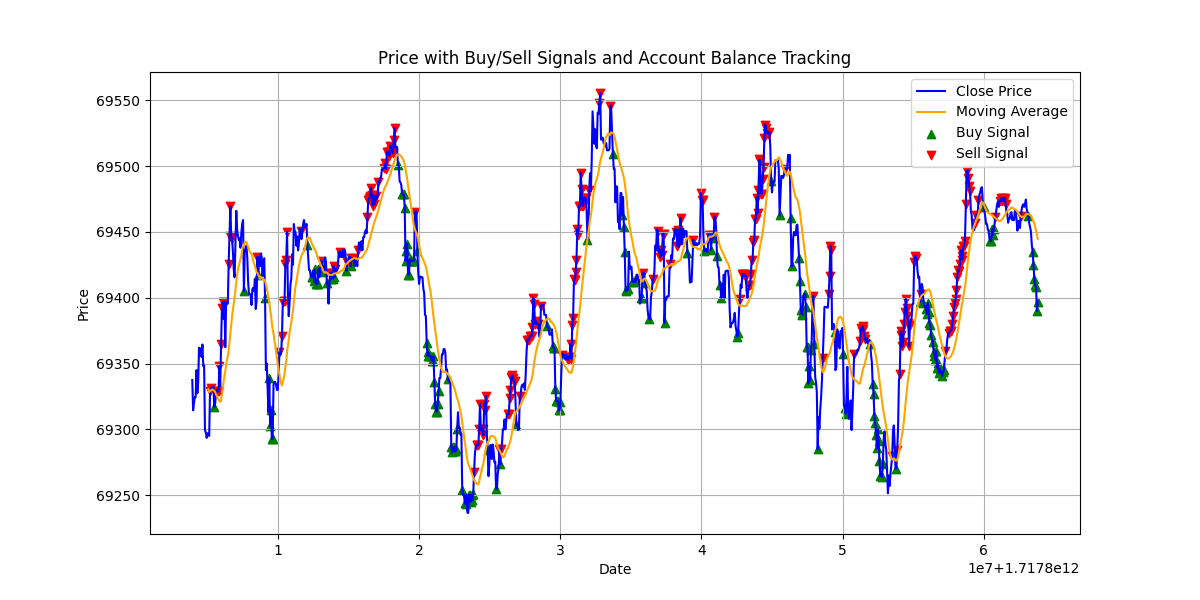 Price with Buy/Sell Signals and Account Balance Tracking
Close Price
Moving Average
Buy Signal
Sell Signal
Price
69550
69500
69450
69400
69350
69300
69250
1 2 3 4 5 6
1e7+1.7178e12
Date